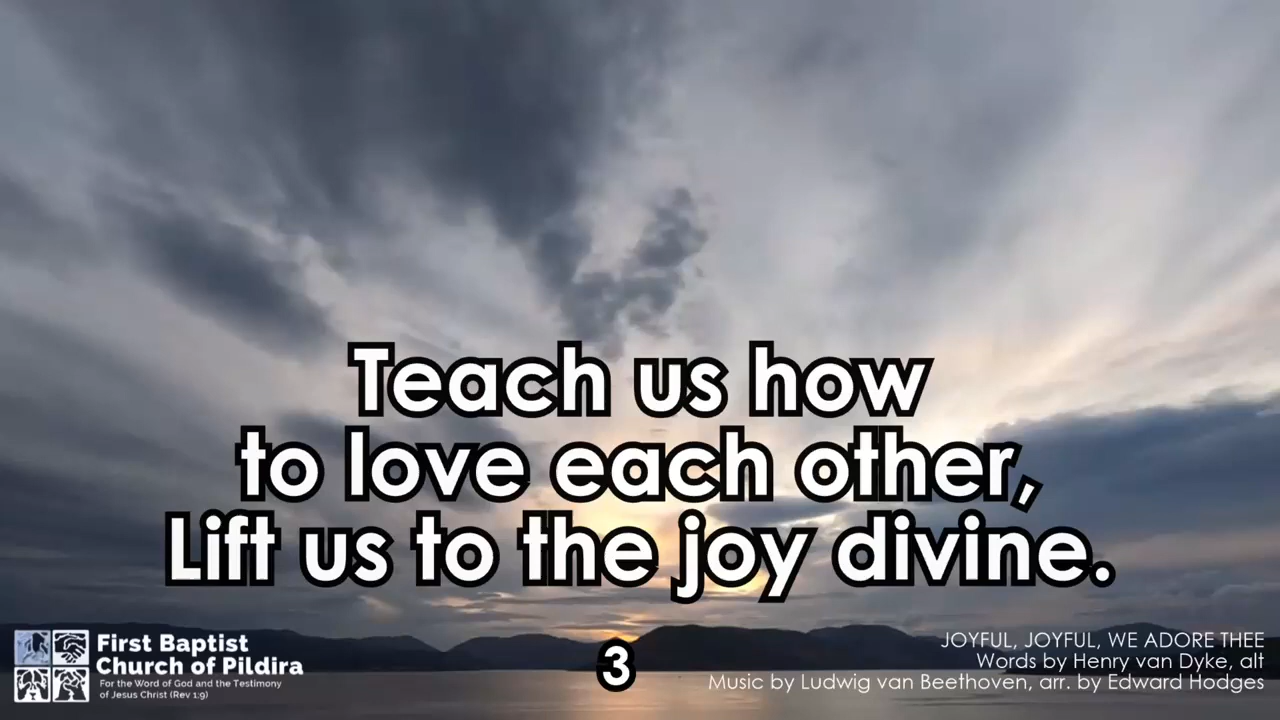 Teach us how
to love each other,
Lift us to the joy divine.
3
First Baptist
Church of Pildira
For the Word of God and the Testimony
of Jesus Christ (Rev 1:9)
JOYFUL, JOYFUL, WE ADORE THEE
Words by Henry van Dyke, alt
Music by Ludwig van Beethoven, arr. by Edward Hodges